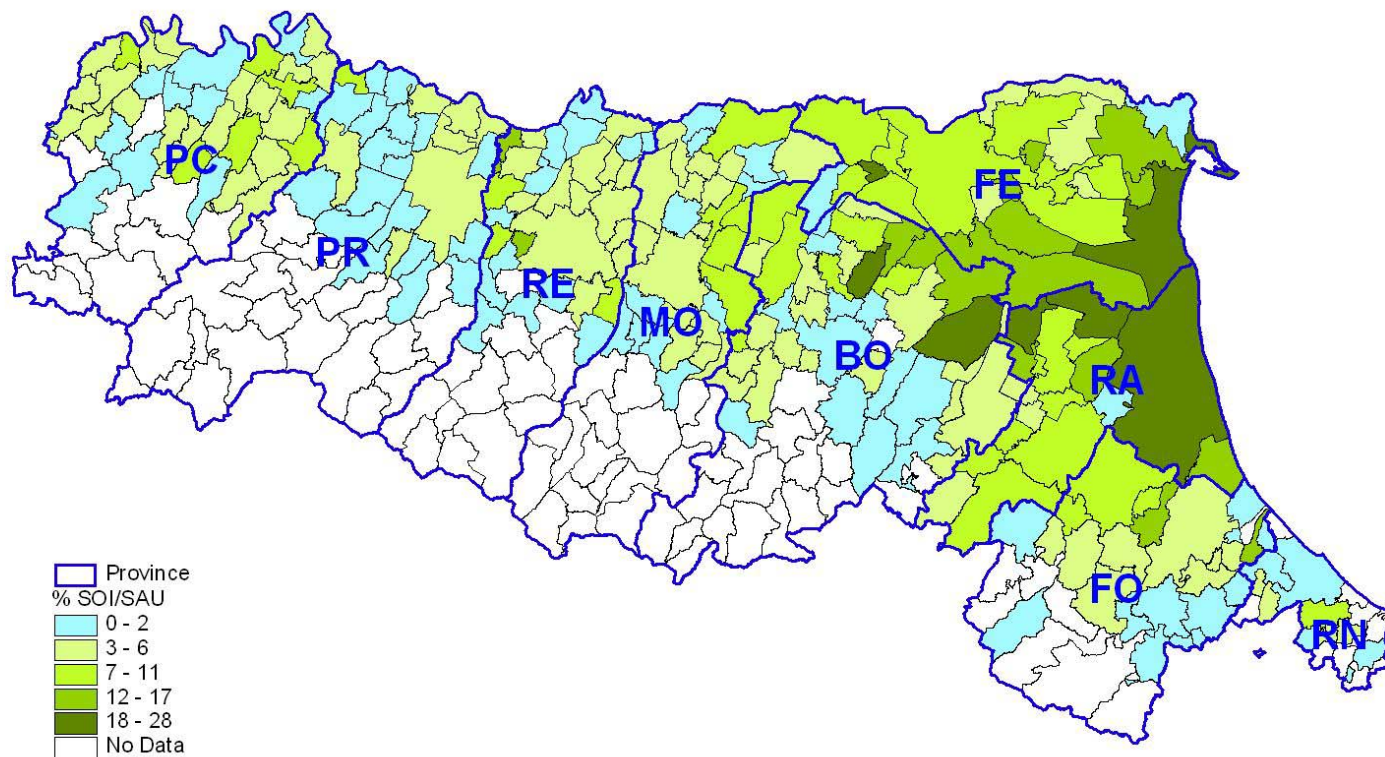 PC
FE
PR
RE
MO
BO
RA
FO
RN
Province
% SOI/SAU
0 - 2
3 - 6
7 - 11
12 - 17
18 - 28
No Data